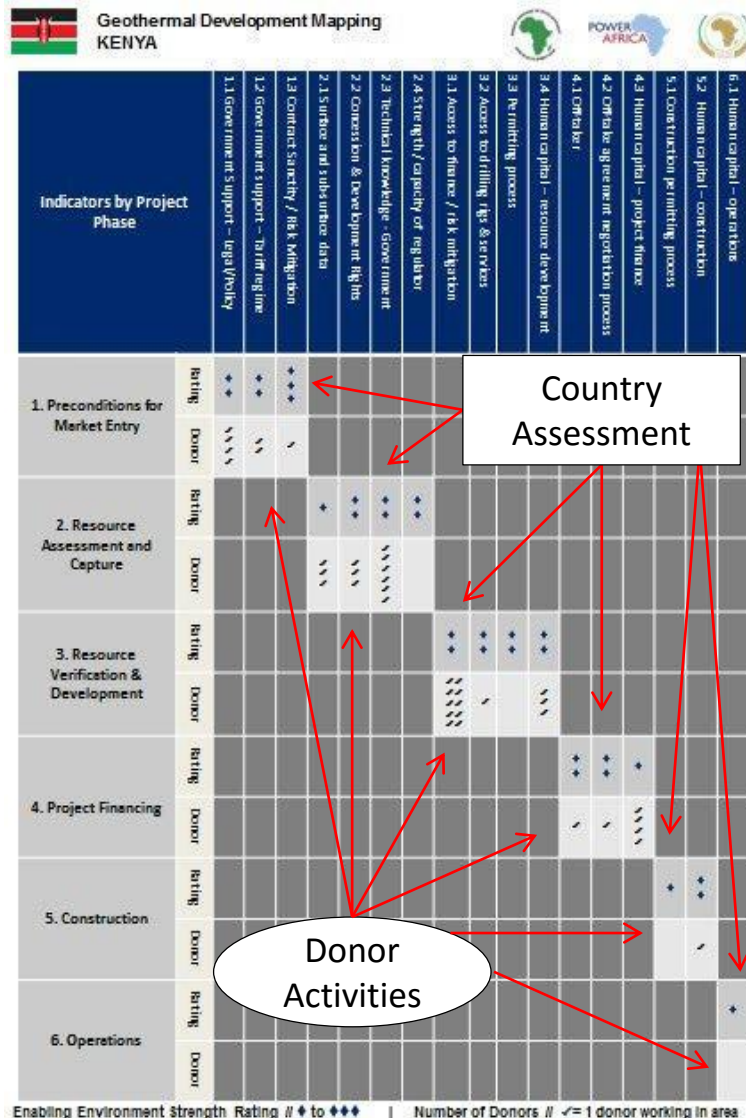 Geothermal Development Mapping
KENYA
POWER
AFRICA
Indicators by Project
Phase
1.1 Government Support – legal/Policy
1.2 Government support – Tariff regime
1.3 Contract Sanctity / Risk Mitigation
2.1 Surface and subsurface data
2.2 Concession & Development Rights
2.3 Technical knowledge - Government
2.4 Strength / capacity of regulator
3.1 Access to finance / risk mitigation
3.2 Access to drilling rigs & services
3.3 Permitting process
3.4 Human capital – resource development
4.1 Offtaker
4.2 Offtake agreement negotiation process
4.3 Human capital – project finance
5.1 Construction permitting process
5.2 Human capital – construction
6.1 Human capital – operations
1. Preconditions for
Market Entry
Rating
Donor
Country
Assessment
2. Resource
Assessment and
Capture
Rating
Donor
3. Resource
Verification &
Development
Rating
Donor
4. Project Financing
Rating
Donor
5. Construction
Rating
Donor
Donor
Activities
6. Operations
Rating
Donor
Enabling Environment Strength Rating // ♦ to ♦♦♦ | Number of Donors // ✓= 1 donor working in area